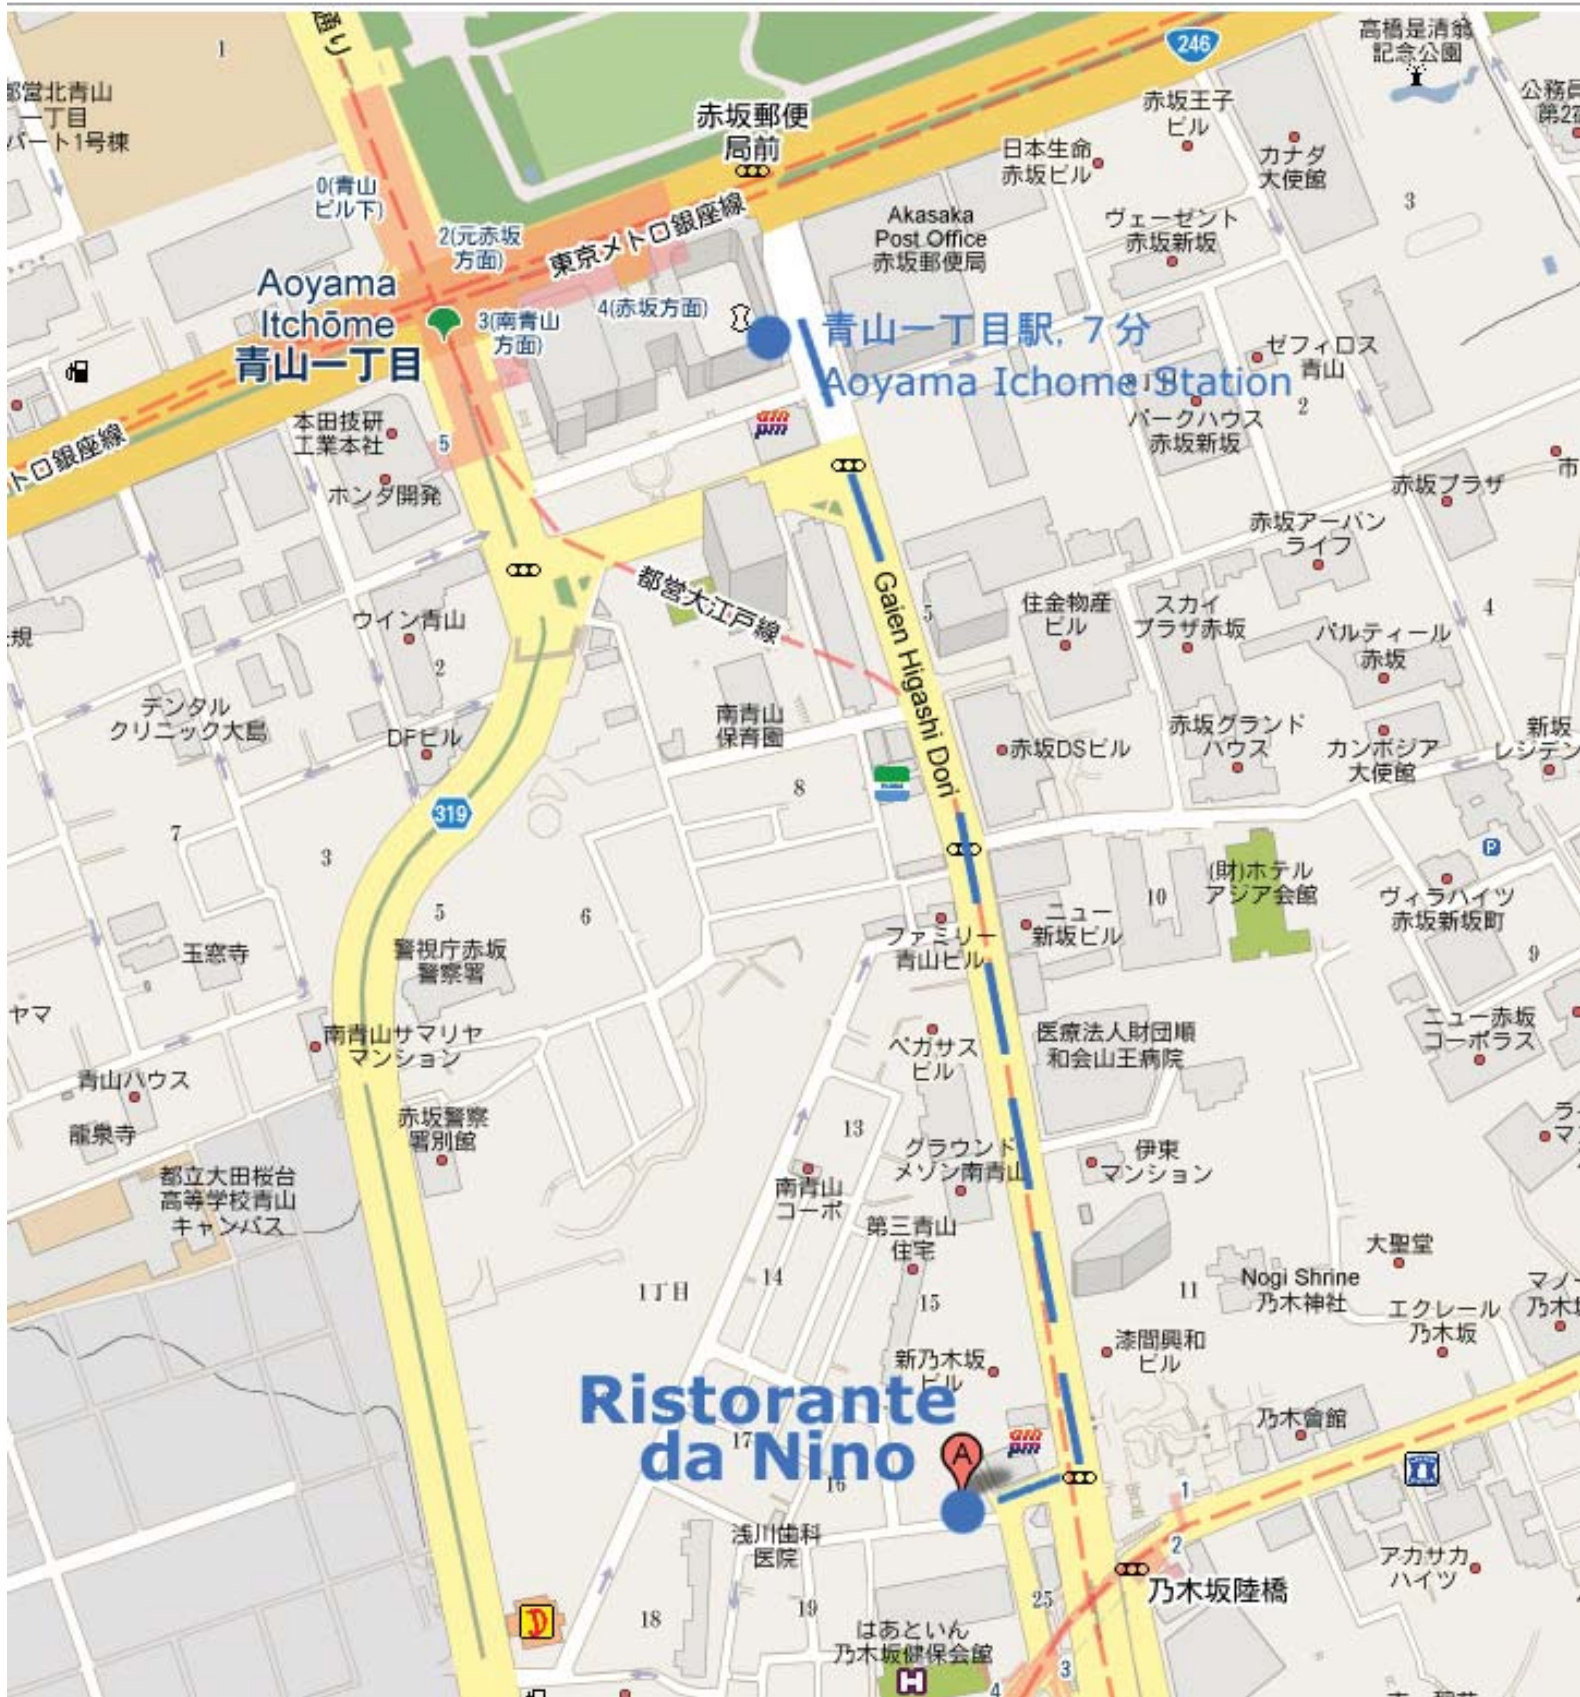 通り
1
246
高橋是清翁
記念公園
都営北青山
一丁目
パート1号棟
赤坂郵便
局前
赤坂王子
ビル
公務員
日本生命
赤坂ビル
カナダ
大使館
3
0(青山
ビル下)
2(元赤坂
方面)
東京メトロ銀座線
Akasaka
Post Office
赤坂郵便局
ヴェーゼント
赤坂新坂
Aoyama
Itchōme
青山一丁目
3(南青山
方面)
4(赤坂方面)
青山一丁目駅, 7分
Aoyama Ichome Station
ゼフィロス
青山
2
パークハウス
赤坂新坂
am
pm
本田技研
工業本社
5
トロ銀座線
ホンダ開発
赤坂プラザ
市
赤坂アーバン
ライフ
都営大江戸線
Gaien Higashi Dori
5
住金物産
ビル
スカイ
プラザ赤坂
パルティール
赤坂
4
ウイン青山
2
規
デンタル
クリニック大島
DFビル
南青山
保育園
赤坂DSビル
赤坂グランド
ハウス
カンボジア
大使館
新坂
レジデン
8
319
7
3
P
5
6
(財)ホテル
アジア会館
10
ヴィラハイツ
赤坂新坂町
ニュー
新坂ビル
ファミリー
青山ビル
9
玉窓寺
警視庁赤坂
警察署
6
ヤマ
南青山サマリヤ
マンション
ペガサス
ビル
医療法人財団順
和会山王病院
ニュー赤坂
コーポラス
青山ハウス
龍泉寺
赤坂警察
署別館
13
グラウンド
メゾン南青山
伊東
マンション
都立大田桜台
高等学校青山
キャンパス
南青山
コーポ
第三青山
住宅
大聖堂
1丁目
14
15
11
Nogi Shrine
乃木神社
エクレール
乃木坂
新乃木坂
ビル
漆間興和
ビル
Ristorante
da Nino
A
am
pm
乃木會館
17
16
1
2
浅川歯科
医院
アカサカ
ハイツ
乃木坂陸橋
25
18
19
はあといん
乃木坂健保会館
H
3
4